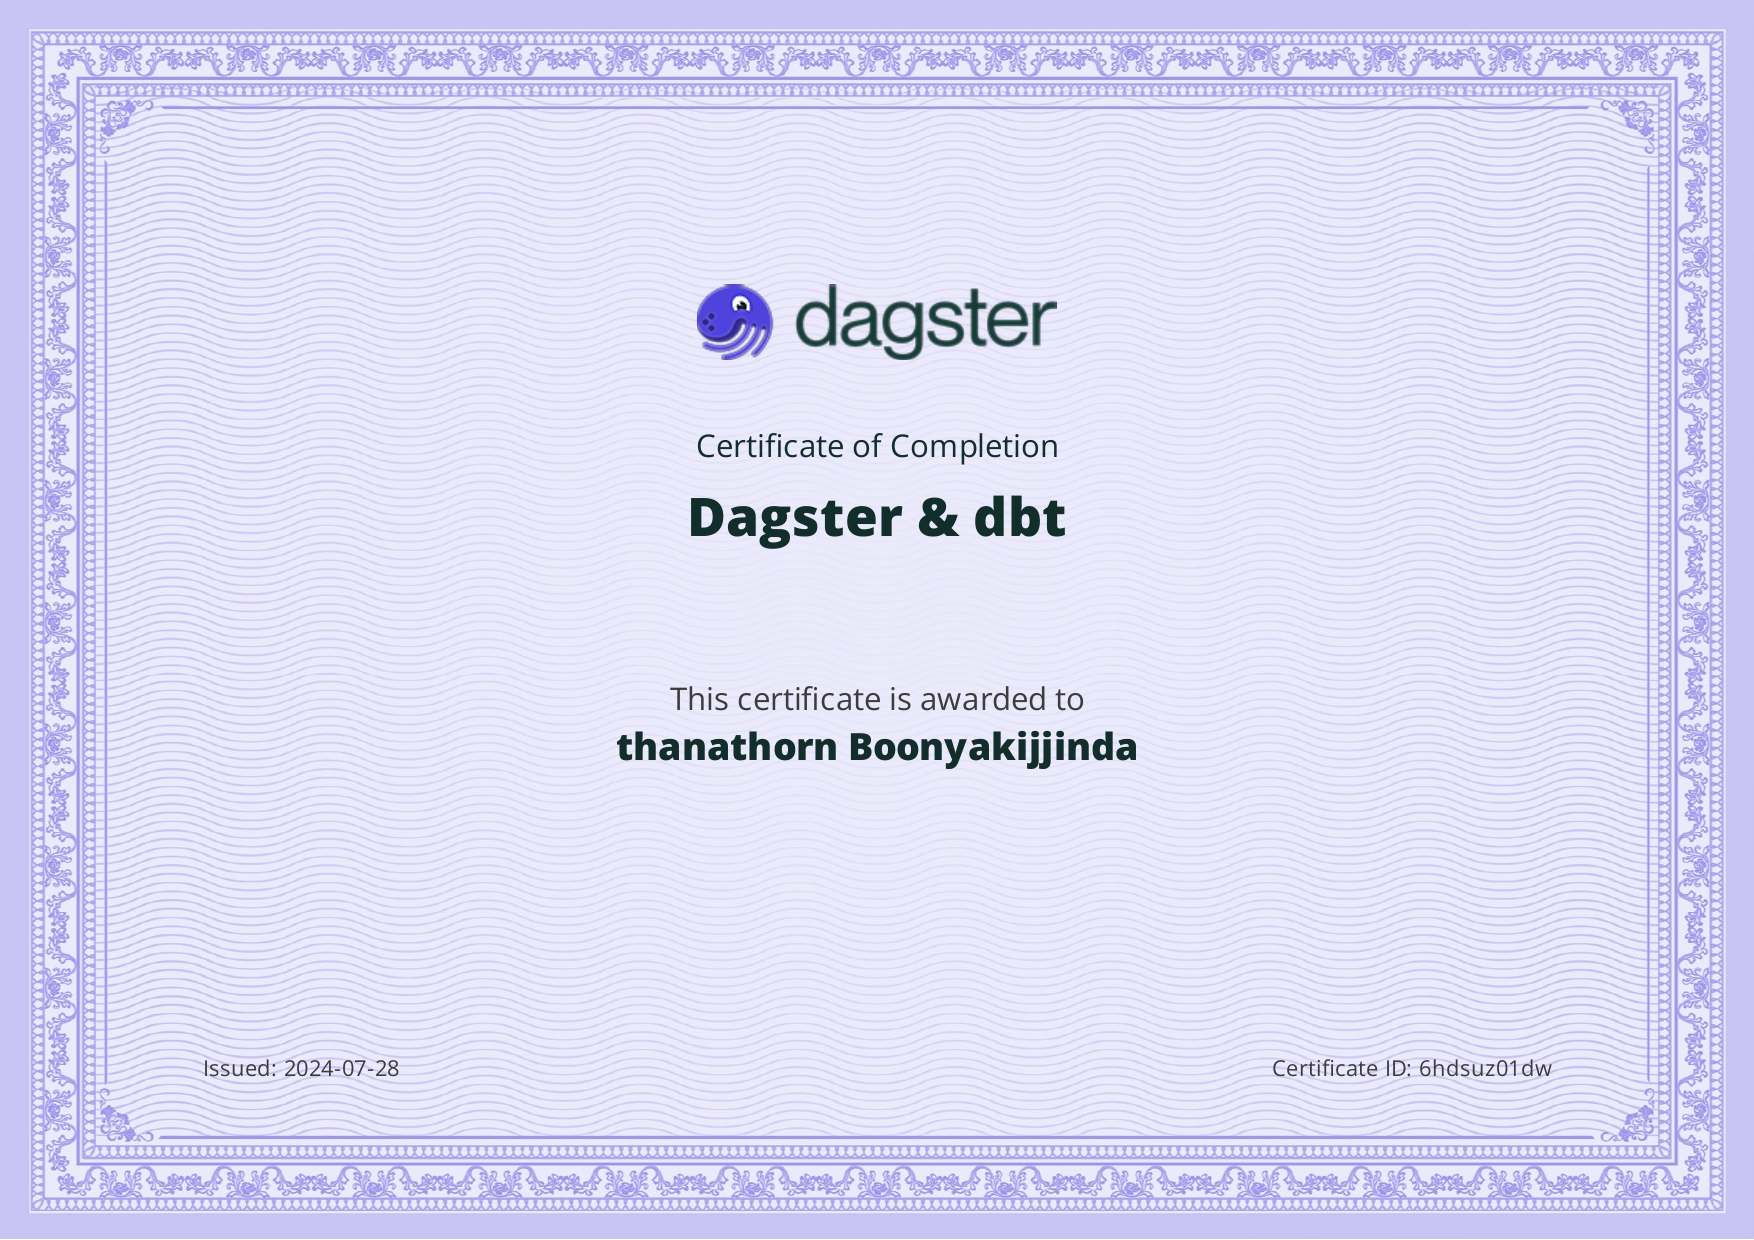 dagster
Certificate of Completion
Dagster & dbt
This certificate is awarded to
thanathorn Boonyakijjinda
Issued: 2024-07-28
Certificate ID: 6hdsuz01dw